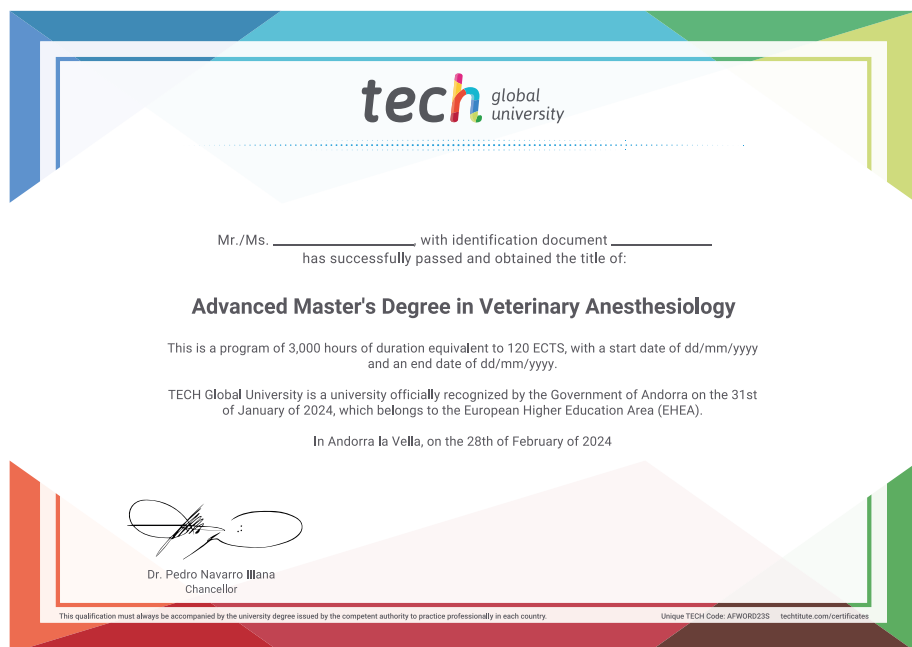 tech global university
Mr./Ms. ____________, with identification document ____________
has successfully passed and obtained the title of:
Advanced Master's Degree in Veterinary Anesthesiology
This is a program of 3,000 hours of duration equivalent to 120 ECTS, with a start date of dd/mm/yyyy
and an end date of dd/mm/yyyy.
TECH Global University is a university officially recognized by the Government of Andorra on the 31st
of January of 2024, which belongs to the European Higher Education Area (EHEA).
In Andorra la Vella, on the 28th of February of 2024
Dr. Pedro Navarro Illana
Chancellor
This qualification must always be accompanied by the university degree issued by the competent authority to practice professionally in each country.
Unique TECH Code: AFWORD23S techtitute.com/certificates